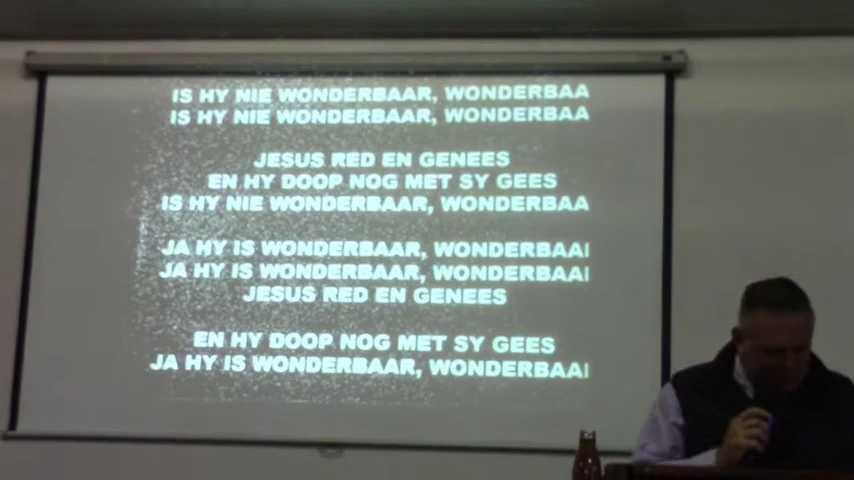 IS HY NIE WONDERBAAR, WONDERBAA
IS HY NIE WONDERBAAR, WONDERBAA
JESUS RED EN GENEES
EN HY DOOP NOG MET SY GEES
IS HY NIE WONDERBAAR, WONDERBAA
JA HY IS WONDERBAAR, WONDERBAA
JA HY IS WONDERBAAR, WONDERBAA
JESUS RED EN GENEES
EN HY DOOP NOG MET SY GEES
JA HY IS WONDERBAAR, WONDERBAA